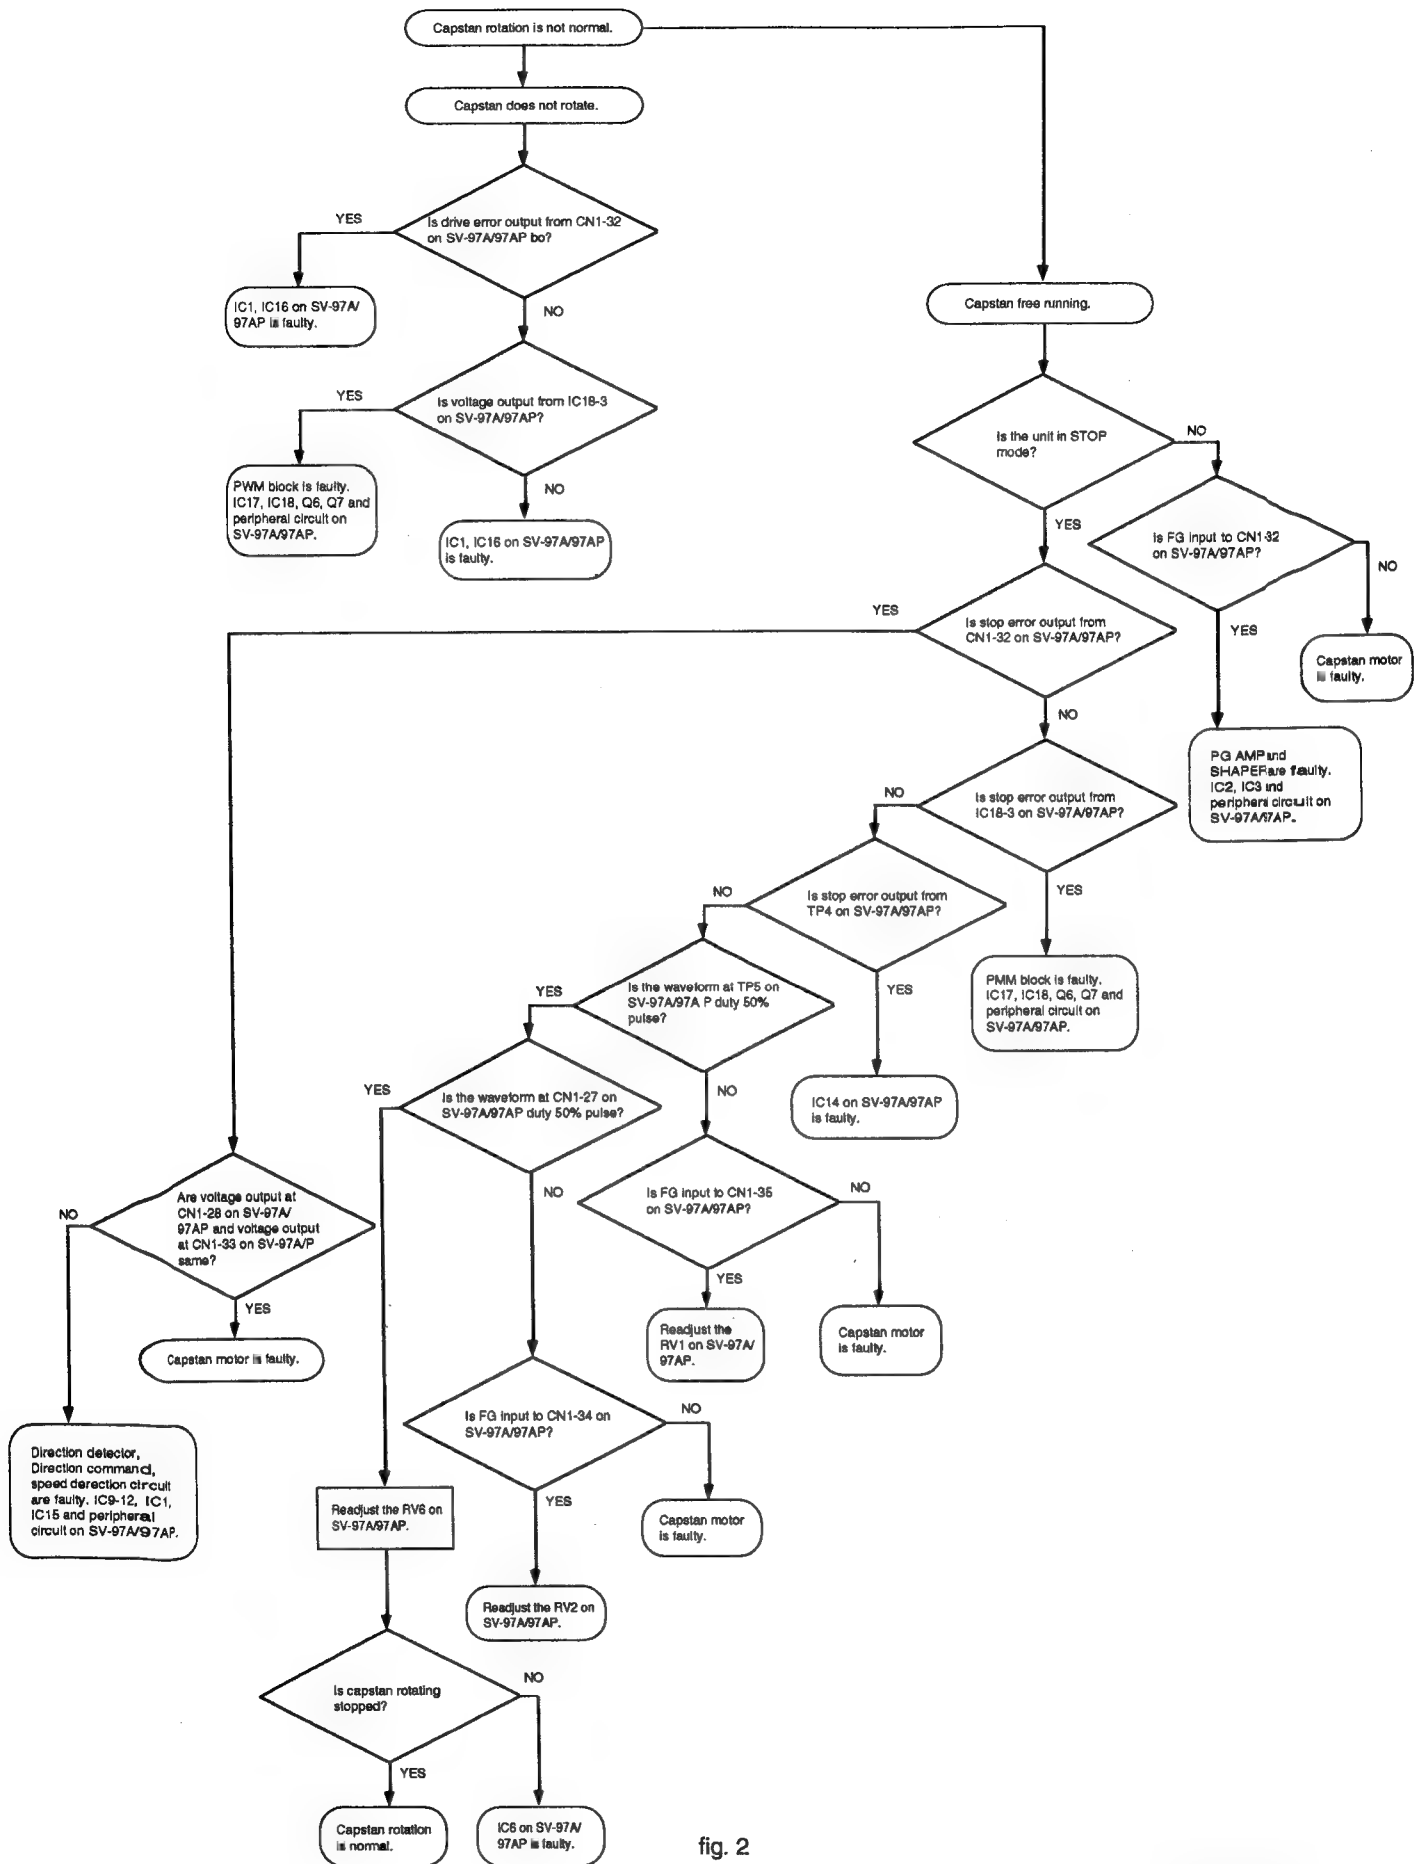 Capstan rotation is not normal.
Capstan does not rotate.
Is drive error output from CN1-32
on SV-97A/97AP bo?
YES
NO
IC1, IC16 on SV-97A/
97AP is faulty.
Is voltage output from IC18-3
on SV-97A/97AP?
YES
NO
PWM block is faulty.
IC17, IC18, Q6, Q7 and
peripheral circuit on
SV-97A/97AP.
IC1, IC16 on SV-97A/97AP
is faulty.
Capstan free running.
Is the unit in STOP
mode?
NO
YES
Is FG input to CN1-32
on SV-97A/97AP?
NO
YES
Capstan motor
is faulty.
PG AMP and
SHAPER are faulty.
IC2, IC3 and
peripheral circuit on
SV-97A/97AP.
Is stop error output from
CN1-32 on SV-97A/97AP?
YES
NO
Is stop error output from
IC18-3 on SV-97A/97AP?
NO
YES
PMM block is faulty.
IC17, IC18, Q6, Q7 and
peripheral circuit on
SV-97A/97AP.
Is stop error output from
TP4 on SV-97A/97AP?
NO
YES
IC14 on SV-97A/97AP
is faulty.
Is the waveform at TP5 on
SV-97A/97A P duty 50%
pulse?
YES
NO
Is the waveform at CN1-27 on
SV-97A/97AP duty 50% pulse?
YES
NO
Is FG input to CN1-35
on SV-97A/97AP?
NO
YES
Readjust the
RV1 on SV-97A/
97AP.
Capstan motor
is faulty.
Are voltage output at
CN1-28 on SV-97A/
97AP and voltage output
at CN1-33 on SV-97A/P
same?
NO
YES
Capstan motor is faulty.
Direction detector,
Direction command,
speed derection circuit
are faulty. IC9-12, IC1,
IC15 and peripheral
circuit on SV-97A/97AP.
Is FG input to CN1-34 on
SV-97A/97AP?
NO
YES
Capstan motor
is faulty.
Readjust the RV2 on
SV-97A/97AP.
Readjust the RV6 on
SV-97A/97AP.
Is capstan rotating
stopped?
NO
YES
Capstan rotation
is normal.
IC6 on SV-97A/
97AP is faulty.
fig. 2